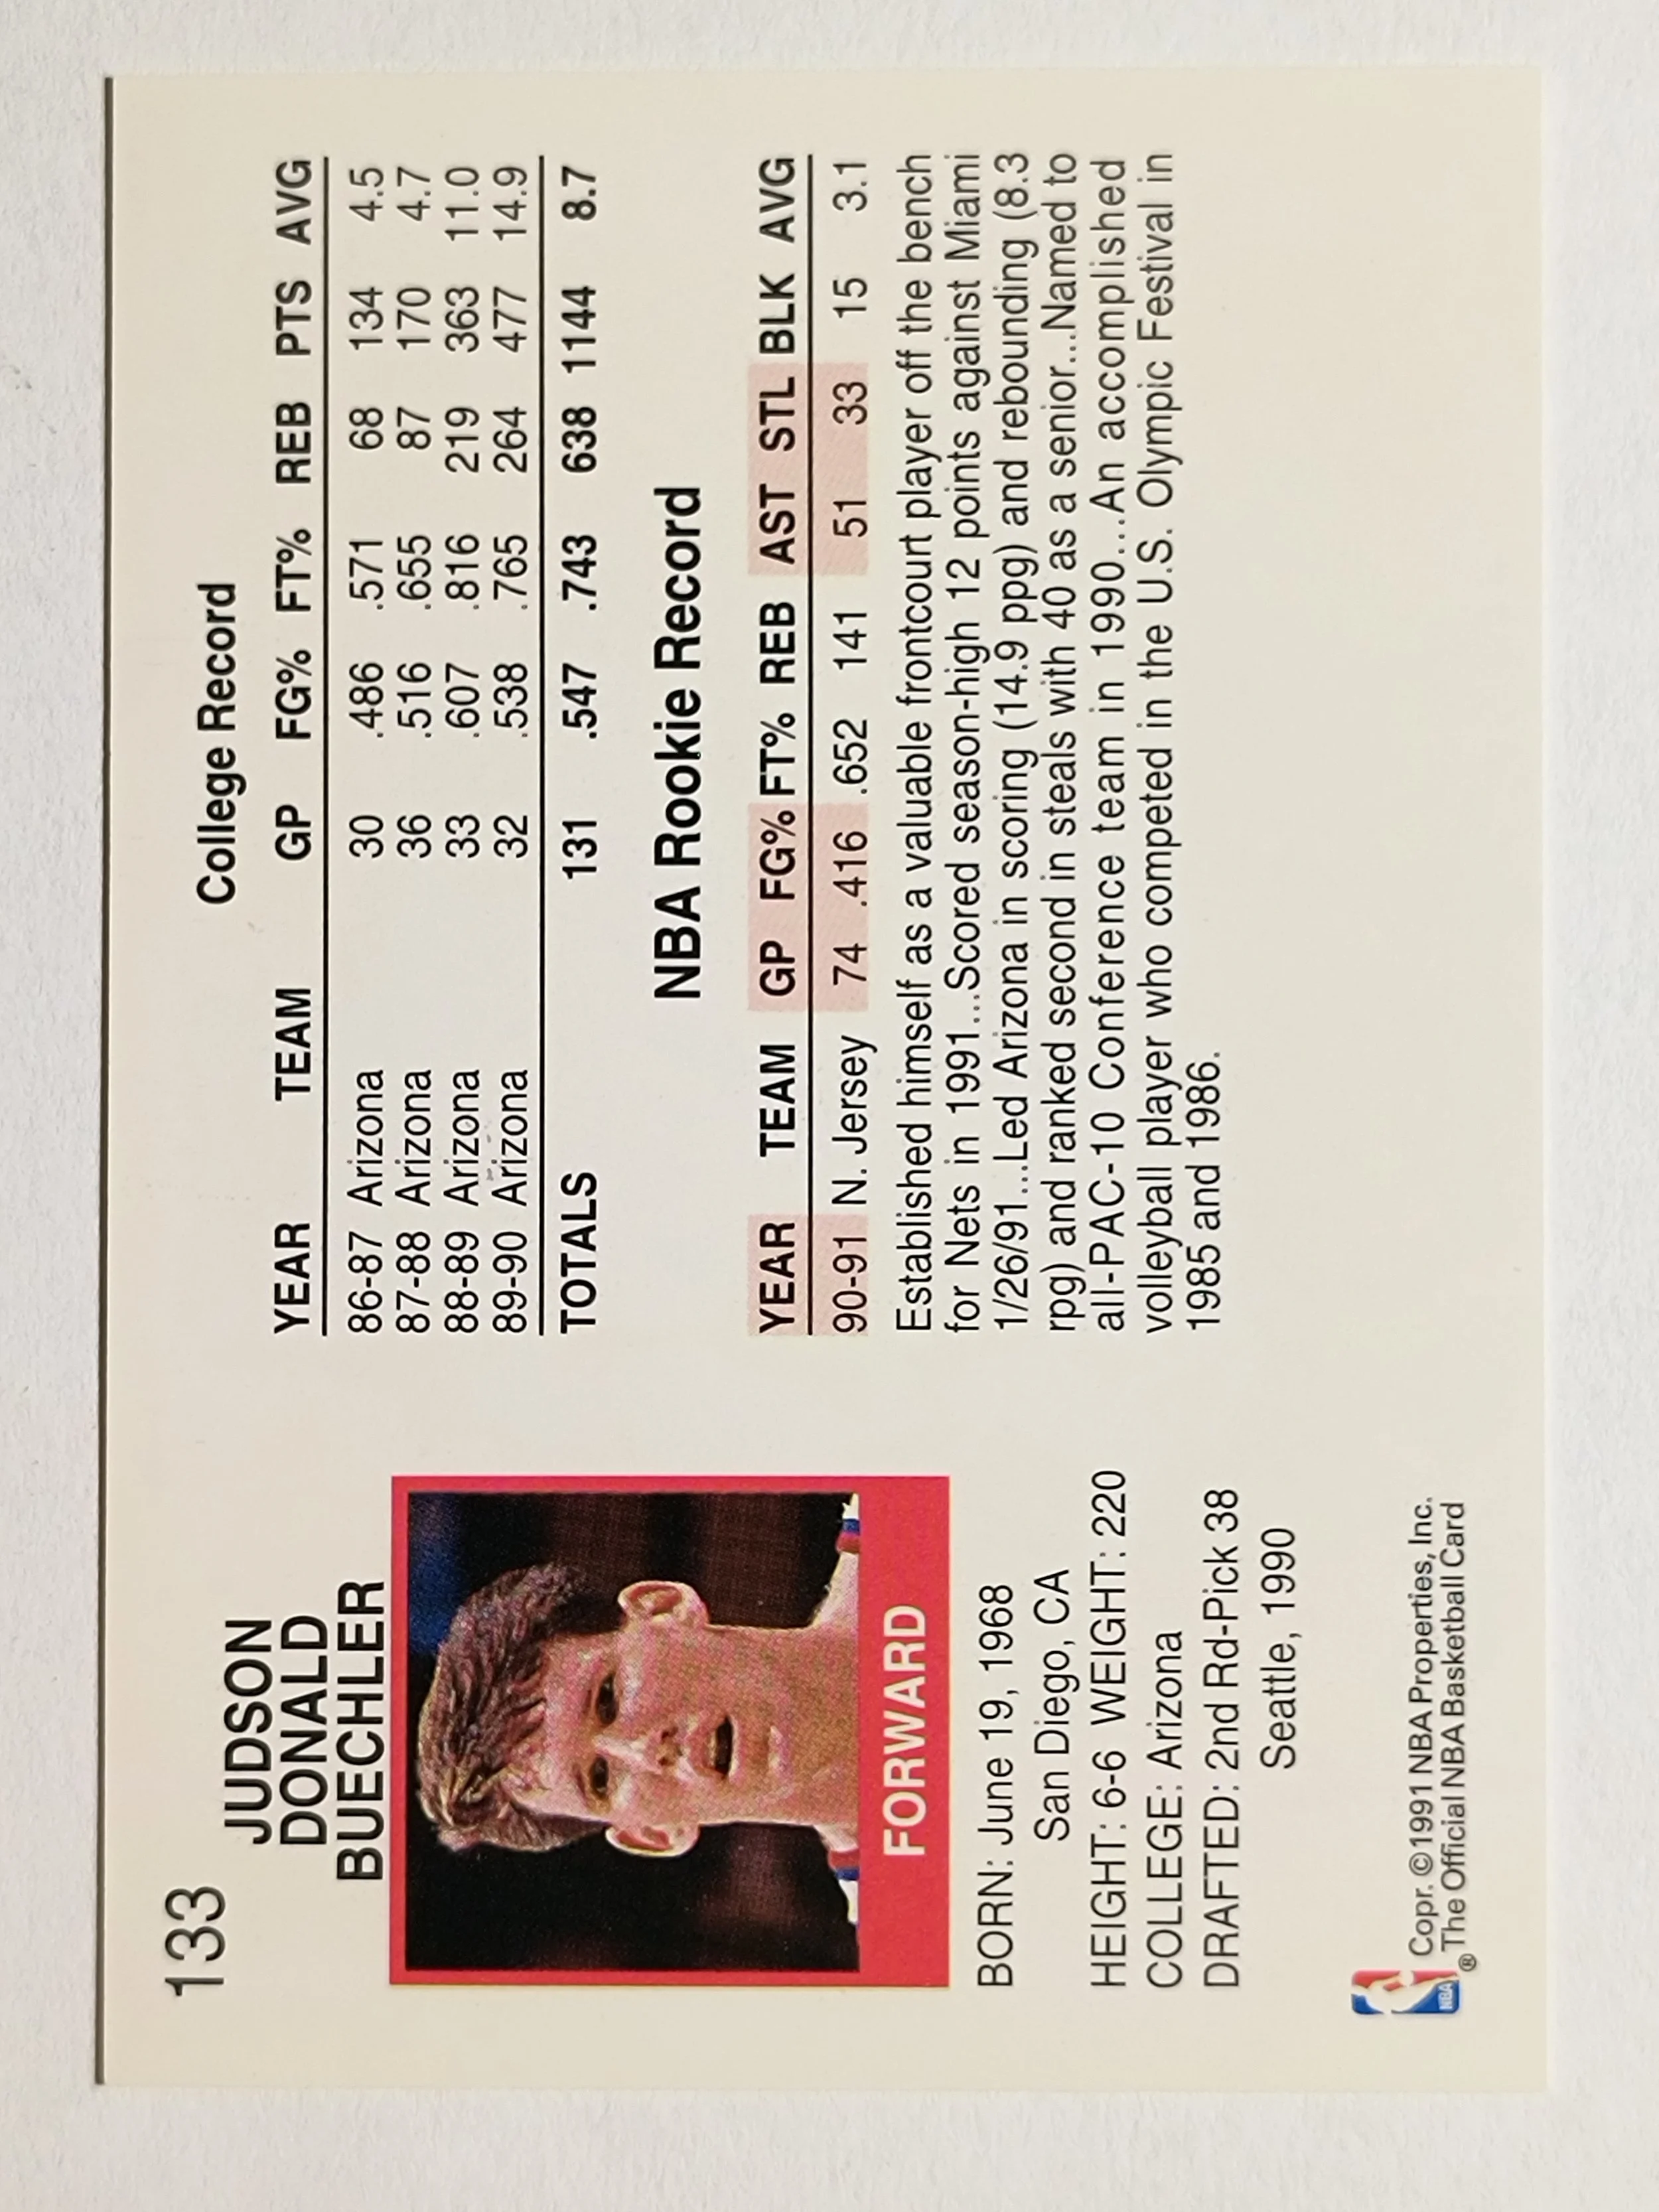 133
JUDSON
DONALD
BUECHLER
FORWARD
BORN: June 19, 1968
San Diego, CA
HEIGHT: 6-6 WEIGHT: 220
COLLEGE: Arizona
DRAFTED: 2nd Rd-Pick 38
Seattle, 1990
NBA
® Copr. © 1991 NBA Properties, Inc.
The Official NBA Basketball Card
College Record
YEAR TEAM GP FG% FT% REB PTS AVG
86-87 Arizona 30 .486 .571 68 134 4.5
87-88 Arizona 36 .516 .655 87 170 4.7
88-89 Arizona 33 .607 .816 219 363 11.0
89-90 Arizona 32 .538 .765 264 477 14.9
TOTALS 131 .547 .743 638 1144 8.7
NBA Rookie Record
YEAR TEAM GP FG% FT% REB AST STL BLK AVG
90-91 N. Jersey 74 .416 .652 141 51 33 15 3.1
Established himself as a valuable frontcourt player off the bench
for Nets in 1991...Scored season-high 12 points against Miami
1/26/91...Led Arizona in scoring (14.9 ppg) and rebounding (8.3
rpg) and ranked second in steals with 40 as a senior...Named to
all-PAC-10 Conference team in 1990...An accomplished
volleyball player who competed in the U.S. Olympic Festival in
1985 and 1986.